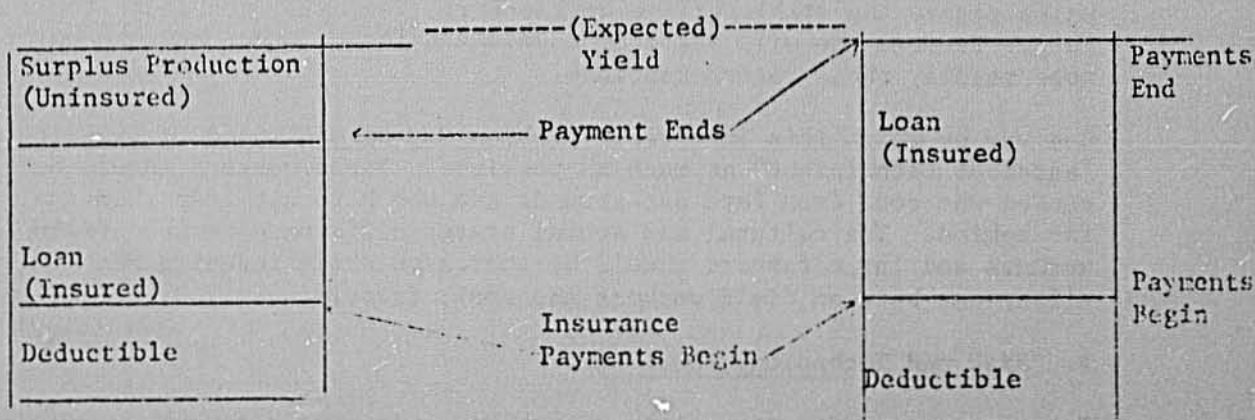 (Expected)
Yield
Surplus Production
(Uninsured)
Payment Ends
Loan
(Insured)
Deductible
Insurance
Payments Begin
Loan
(Insured)
Deductible
Payments
End
Payments
Begin